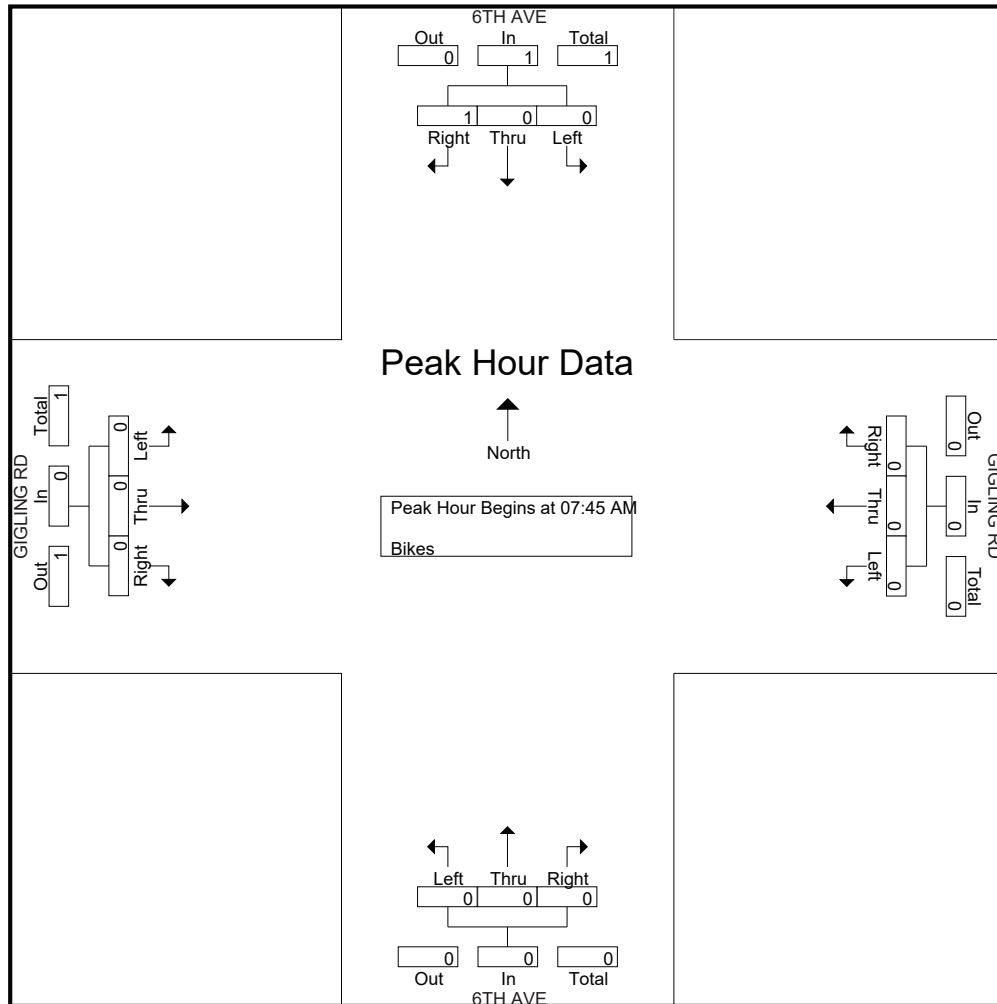 6TH AVE
Out In Total
0 1 1
1 0 0
Right Thru Left
Peak Hour Data
North
Peak Hour Begins at 07:45 AM
Bikes
GIGLING RD
Total In Out
1 0 1
0 0 0
Left Thru Right
Right Thru Left
0 0 0
0 0 0
Out In Total
GIGLING RD
Left Thru Right
0 0 0
0 0 0
Out In Total
6TH AVE